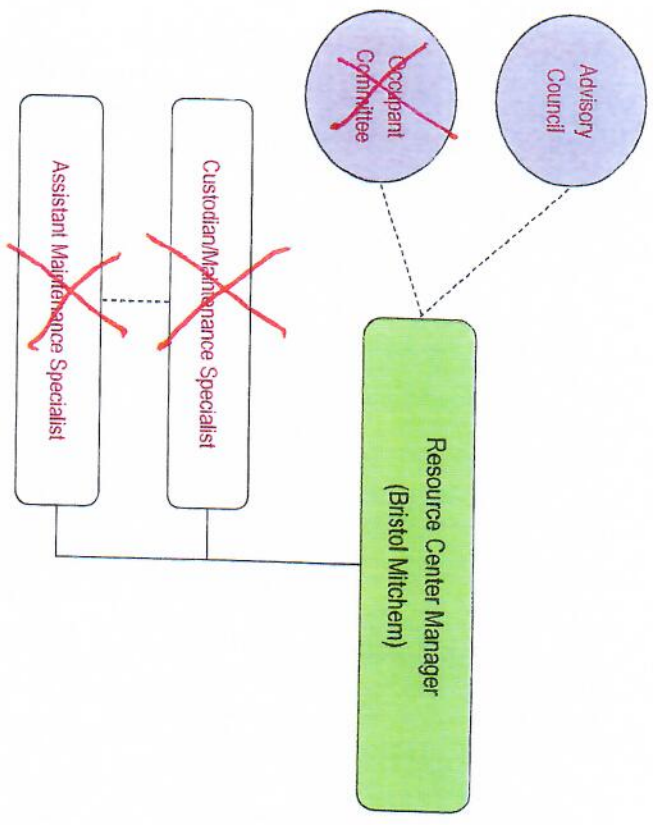 Resource Center Manager
(Bristol Mitchem)
Advisory
Council
Occupant
Committee
Custodian/Maintenance Specialist
Assistant Maintenance Specialist